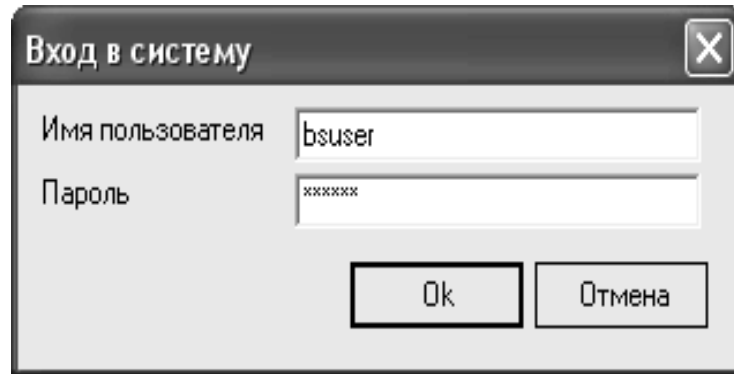 Вход в систему
Имя пользователя bsuser
Пароль ××××××
Ok Отмена